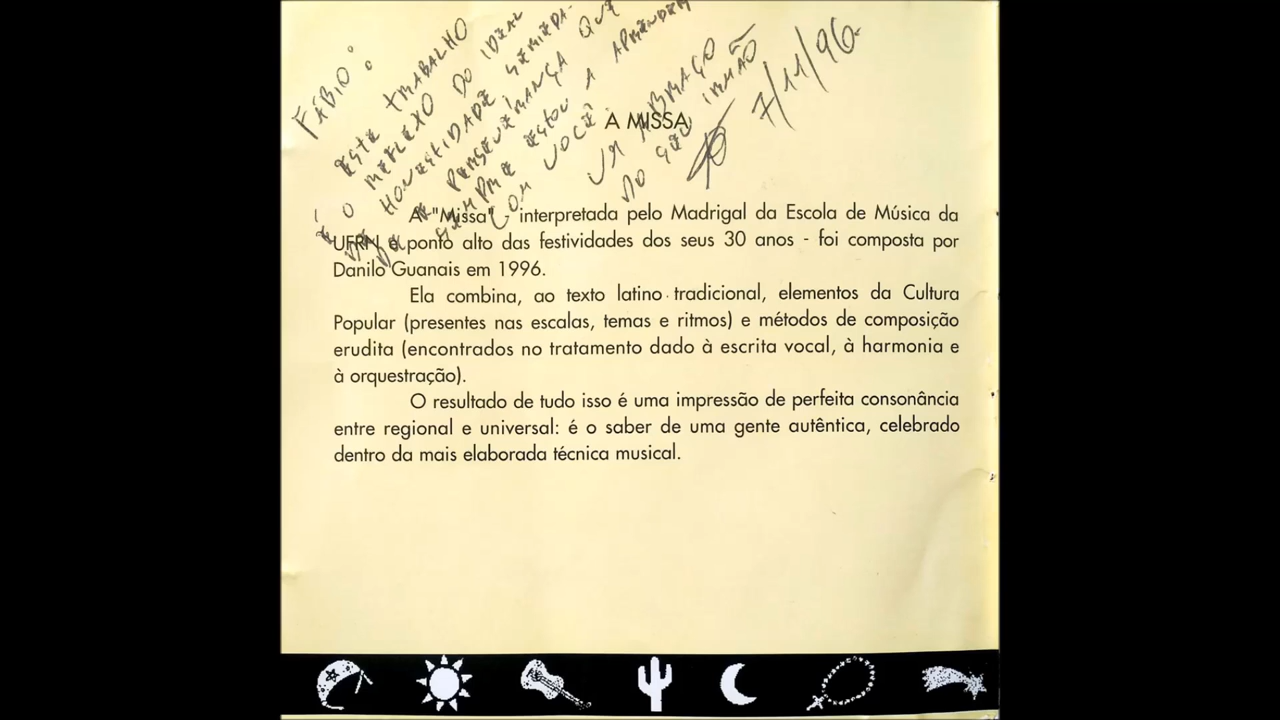 FÁBIO:
ESTE TRABALHO
É O REFLEXO DO IDEAL
DE HONESTIDADE, SERIEDA-
DE E PERSEVERANÇA QUE
SEMPRE ESTOU A APRENDER
COM VOCÊ.
UM ABRAÇO
DO SEU IRMÃO
7/11/96.
A MISSA
A "Missa" - interpretada pelo Madrigal da Escola de Música da
UFRN e ponto alto das festividades dos seus 30 anos - foi composta por
Danilo Guanais em 1996.
Ela combina, ao texto latino tradicional, elementos da Cultura
Popular (presentes nas escalas, temas e ritmos) e métodos de composição
erudita (encontrados no tratamento dado à escrita vocal, à harmonia e
à orquestração).
O resultado de tudo isso é uma impressão de perfeita consonância
entre regional e universal: é o saber de uma gente autêntica, celebrado
dentro da mais elaborada técnica musical.